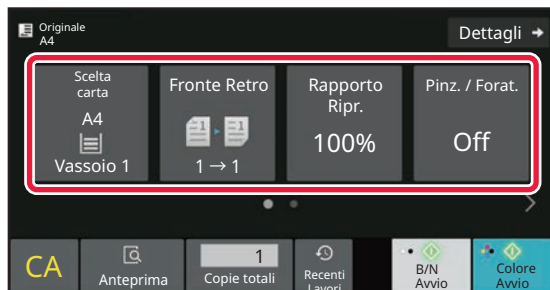 Originale
A4
Dettagli
Scelta
carta
A4
Vassoio 1
Fronte Retro
1 → 1
Rapporto
Ripr.
100%
Pinz. / Forat.
Off
CA
Anteprima
1
Copie totali
Recenti
Lavori
B/N
Avvio
Colore
Avvio